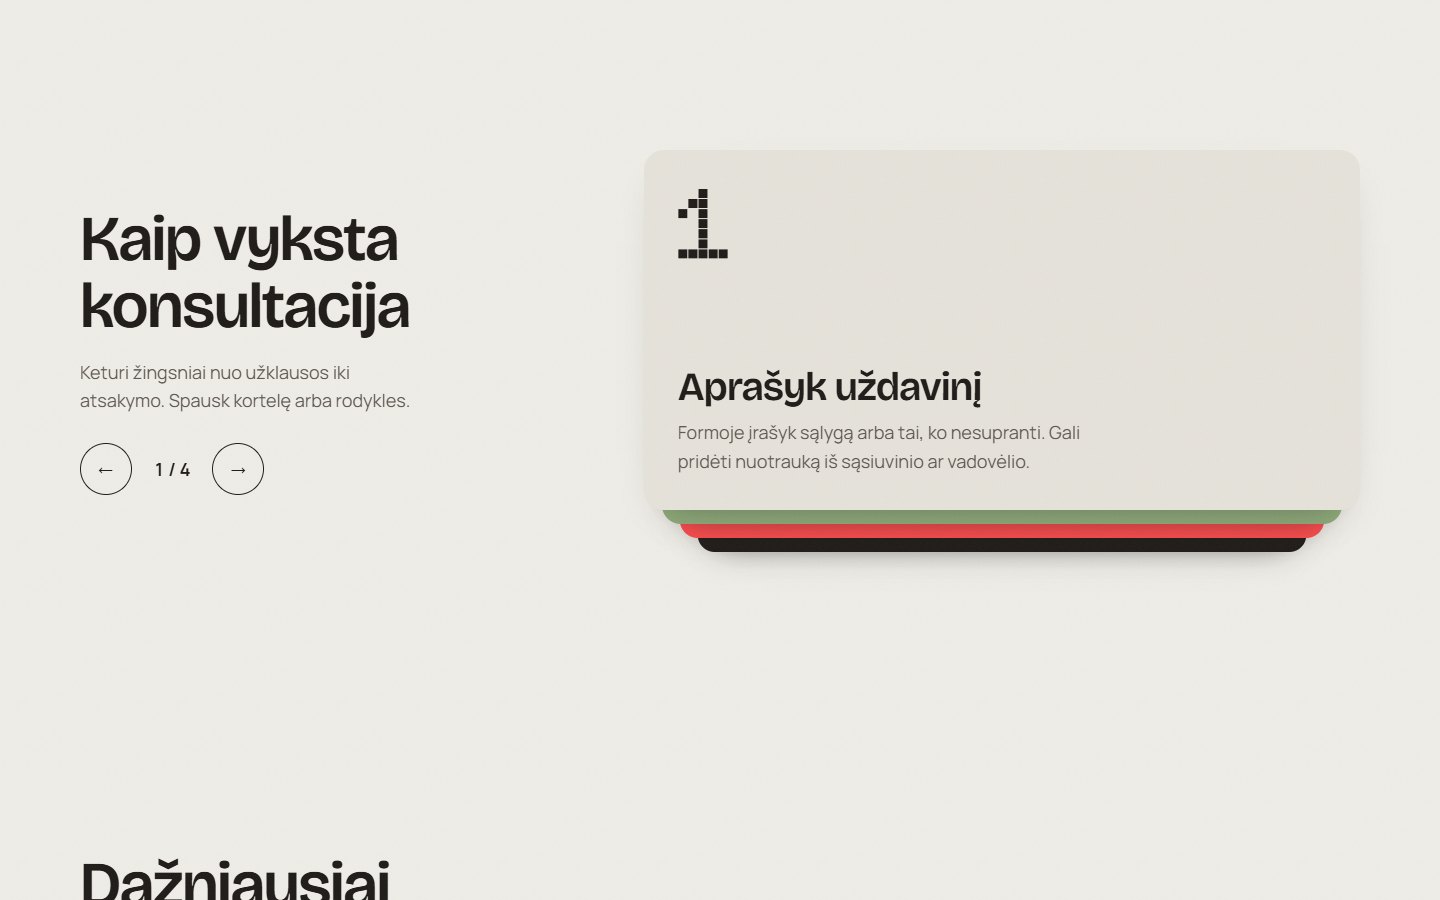 Kaip vyksta
konsultacija
Keturi žingsniai nuo užklausos iki
atsakymo. Spausk kortelę arba rodykles.
← 1 / 4 →
1
Aprašyk uždavinį
Formoje įrašyk sąlygą arba tai, ko nesupranti. Gali
pridėti nuotrauką iš sąsiuvinio ar vadovėlio.
Dažniausiai